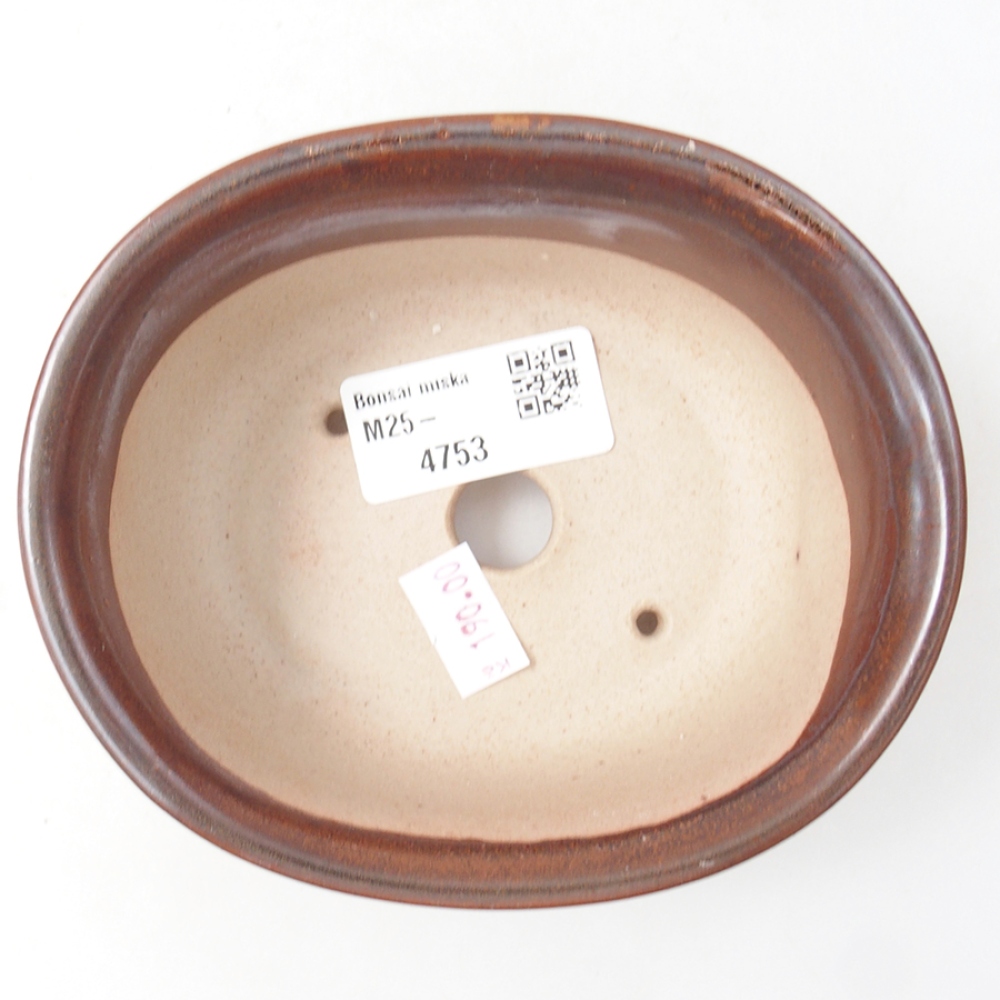 Bonsai miska
M25-
4753
190.00